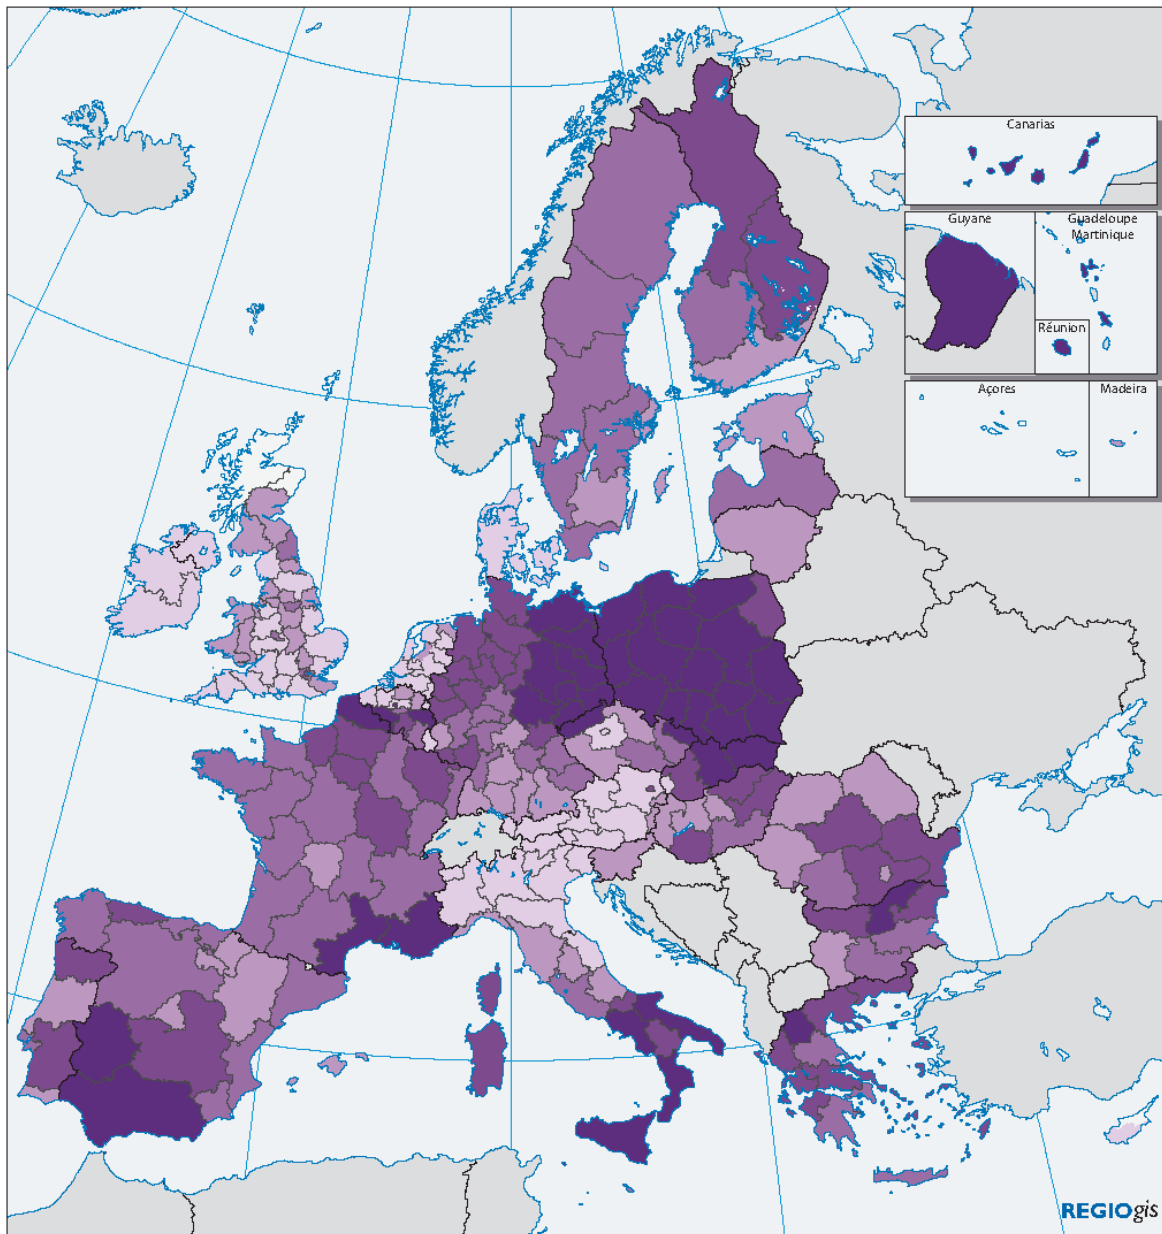 Canarias
Guyane
Guadeloupe
Martinique
Réunion
Açores
Madeira
REGIOgis